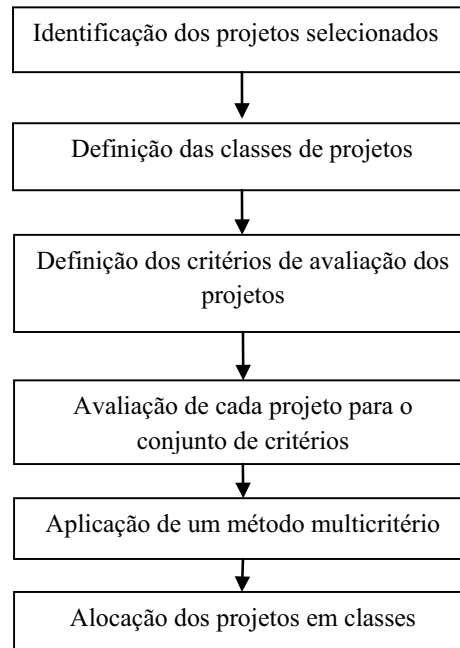 Identificação dos projetos selecionados
Definição das classes de projetos
Definição dos critérios de avaliação dos
projetos
Avaliação de cada projeto para o
conjunto de critérios
Aplicação de um método multicritério
Alocação dos projetos em classes